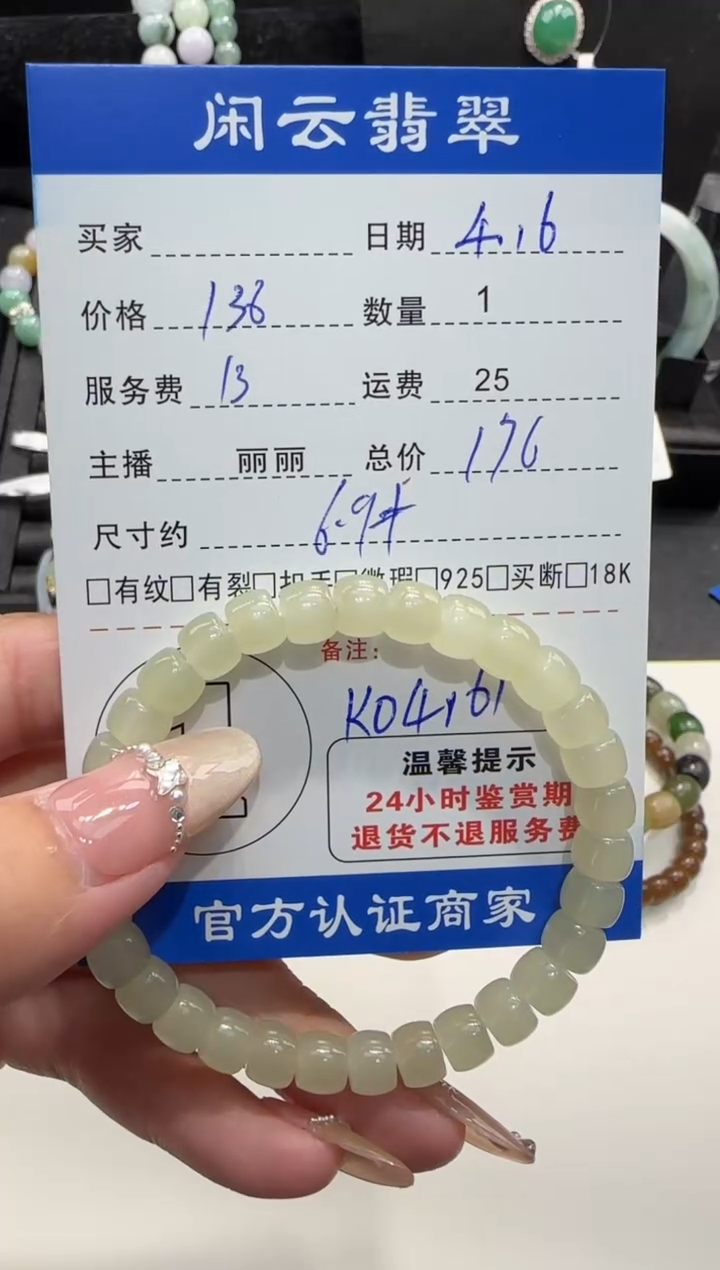 闲云翡翠
买家 日期 4.16
价格 136 数量 1
服务费 13 运费 25
主播 丽丽 总价 176
尺寸约 6.9
□有纹□有裂□扣手□微瑕□925□买断□18K
备注:
K04161
温馨提示
24小时鉴赏期
退货不退服务费
官方认证商家